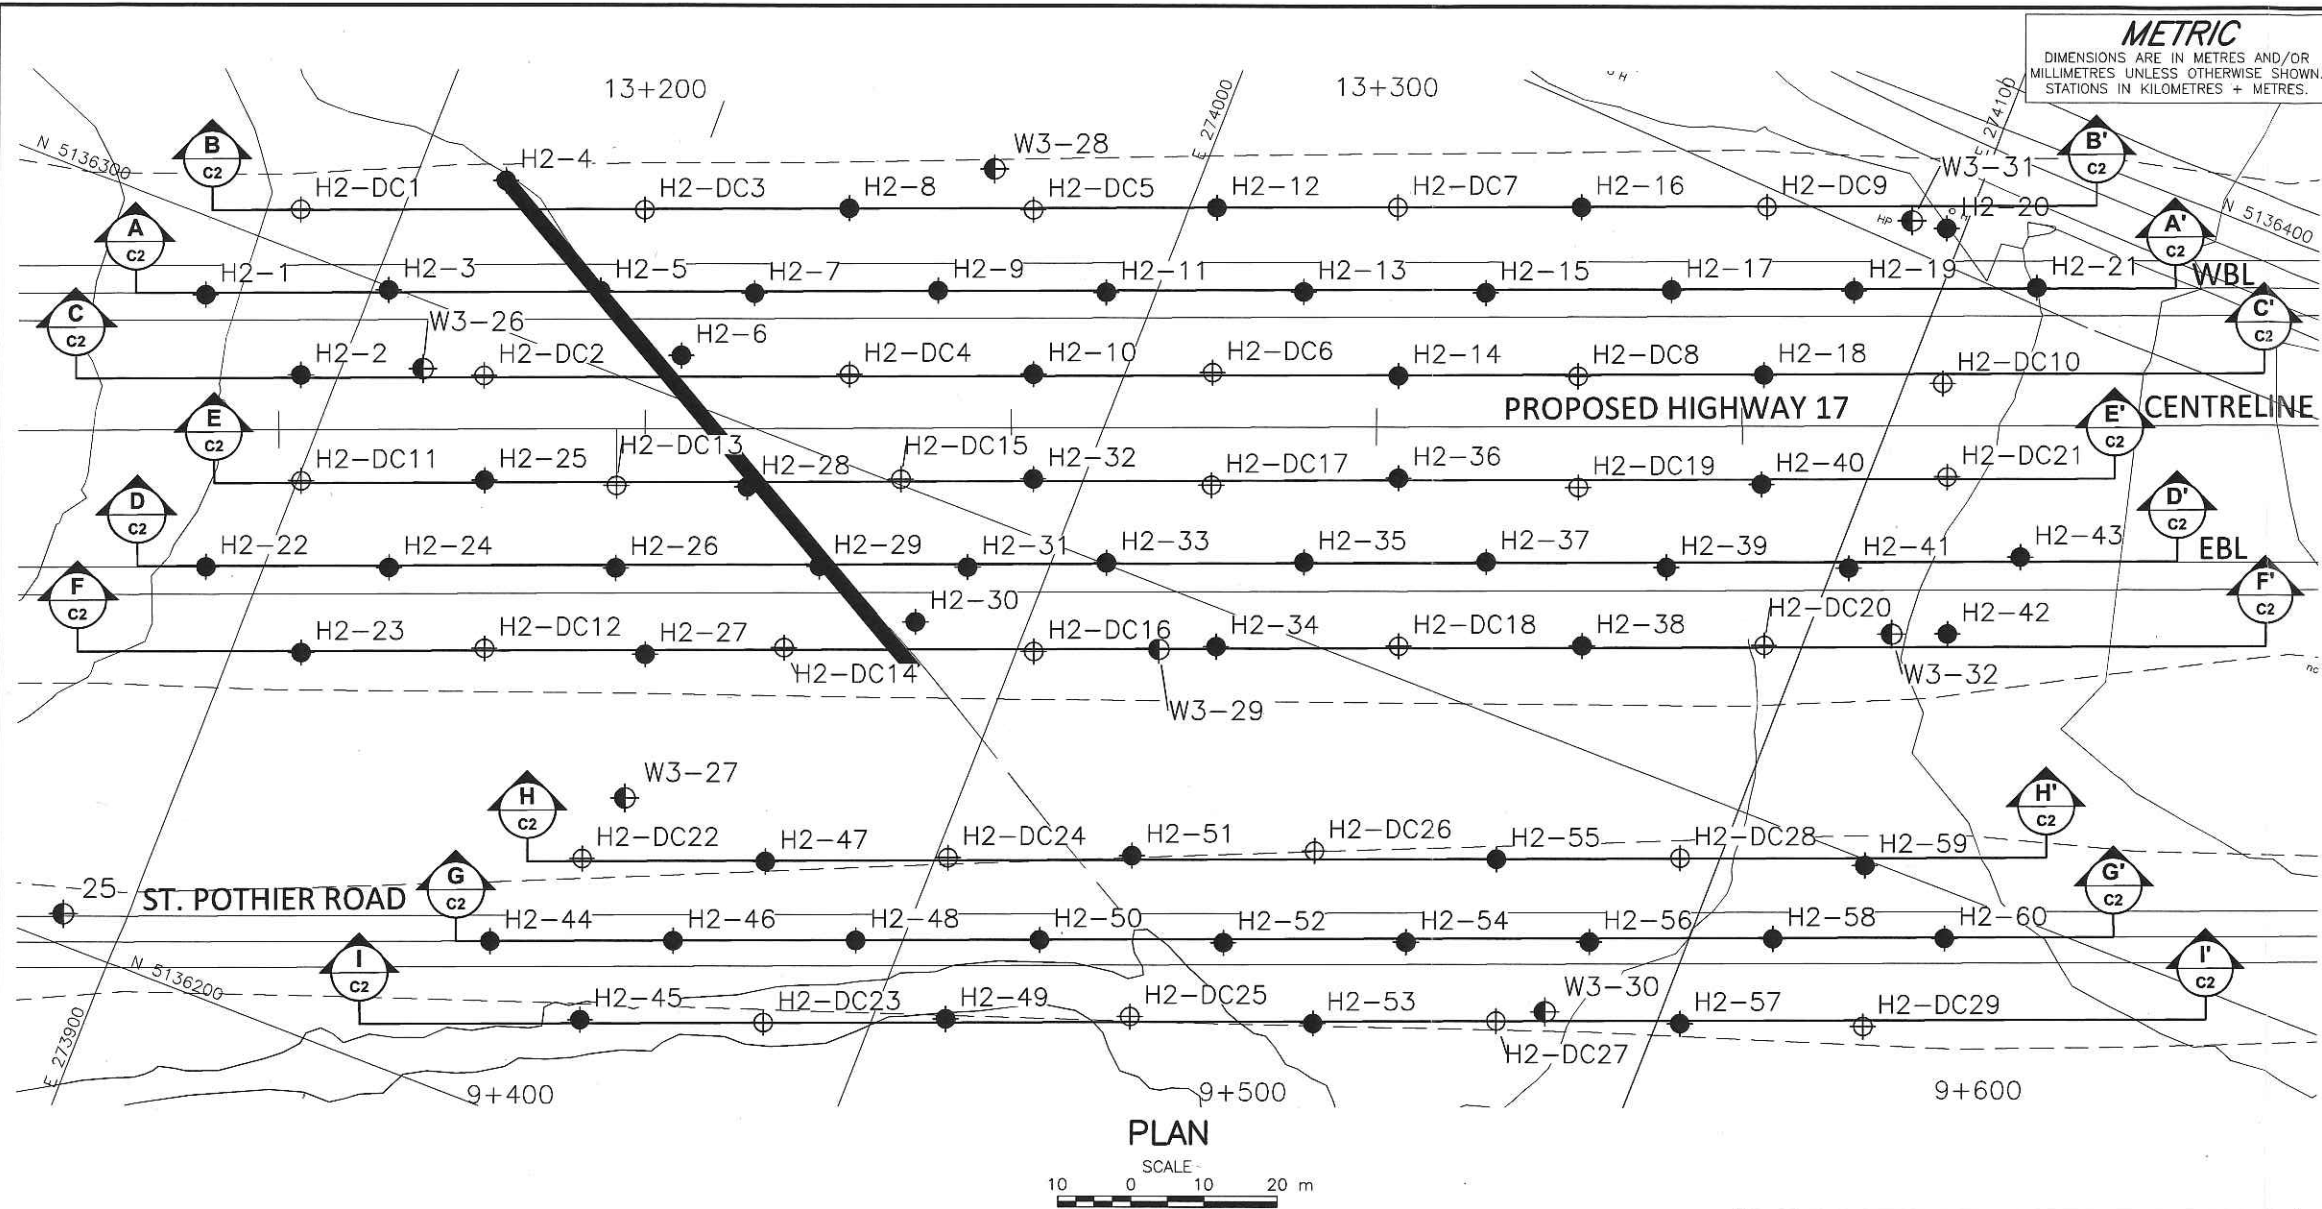 METRIC
DIMENSIONS ARE IN METRES AND/OR
MILLIMETRES UNLESS OTHERWISE SHOWN.
STATIONS IN KILOMETRES + METRES.
13+200
13+300
E 274000
E 274100
N 5136300
N 5136400
B
C2
H2-DC1
H2-4
H2-DC3
H2-8
W3-28
H2-DC5
H2-12
H2-DC7
H2-16
H2-DC9
W3-31
HP
H2-20
B'
C2
A
C2
H2-1
H2-3
H2-5
H2-7
H2-9
H2-11
H2-13
H2-15
H2-17
H2-19
H2-21
A'
C2
WBL
C
C2
H2-2
W3-26
H2-DC2
H2-6
H2-DC4
H2-10
H2-DC6
H2-14
H2-DC8
H2-18
H2-DC10
C'
C2
PROPOSED HIGHWAY 17
CENTRELINE
E
C2
H2-DC11
H2-25
H2-DC13
H2-28
H2-DC15
H2-32
H2-DC17
H2-36
H2-DC19
H2-40
H2-DC21
E'
C2
D
C2
H2-22
H2-24
H2-26
H2-29
H2-31
H2-33
H2-35
H2-37
H2-39
H2-41
H2-43
D'
C2
EBL
F
C2
H2-23
H2-DC12
H2-27
H2-DC14
H2-30
H2-DC16
W3-29
H2-34
H2-DC18
H2-38
H2-DC20
W3-32
H2-42
F'
C2
W3-27
H
C2
H2-DC22
H2-47
H2-DC24
H2-51
H2-DC26
H2-55
H2-DC28
H2-59
H'
C2
25
ST. POTHIER ROAD
G
C2
H2-44
H2-46
H2-48
H2-50
H2-52
H2-54
H2-56
H2-58
H2-60
G'
C2
N 5136200
E 273900
I
C2
H2-45
H2-DC23
H2-49
H2-DC25
H2-53
H2-DC27
W3-30
H2-57
H2-DC29
I'
C2
9+400
9+500
9+600
PLAN
SCALE
10 0 10 20 m